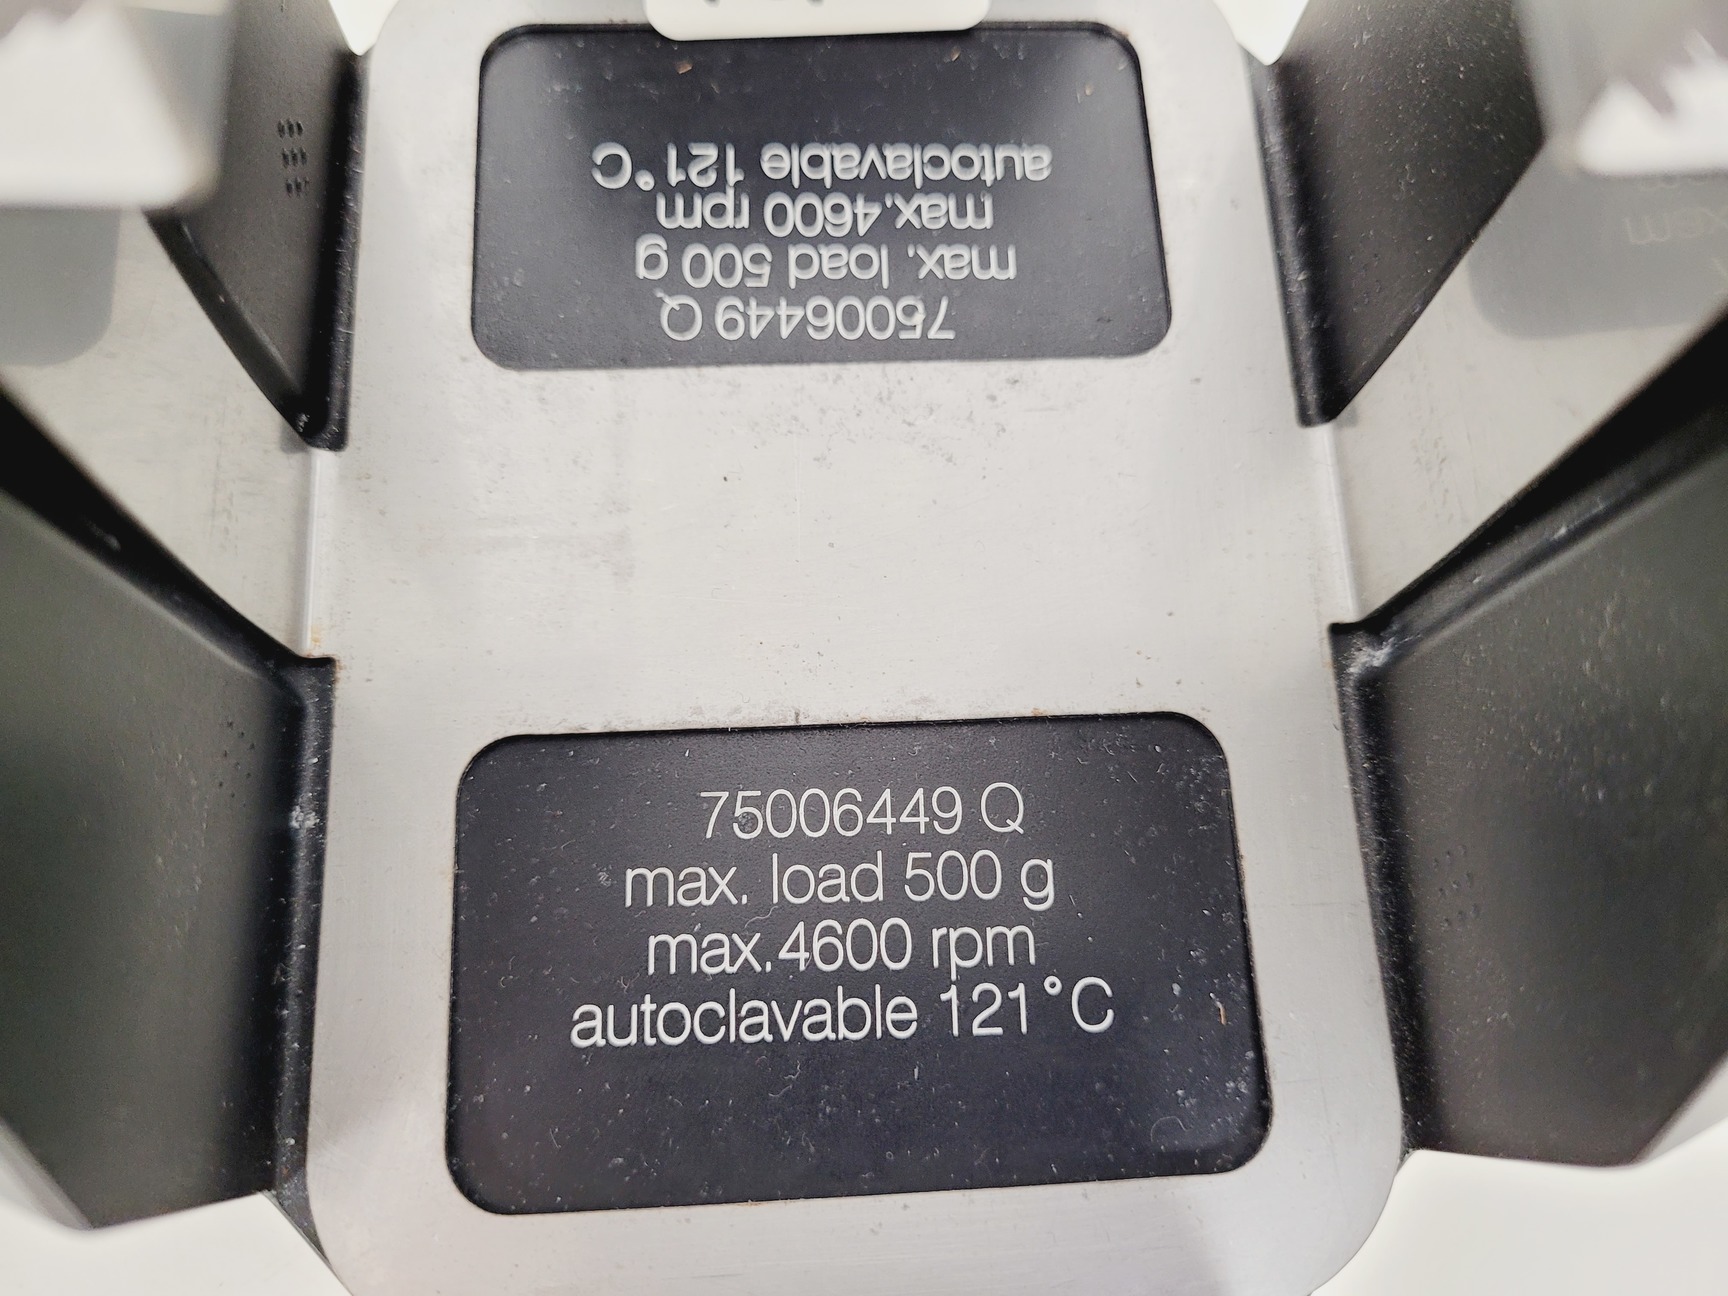 75006449 Q
max. load 500 g
max.4600 rpm
autoclavable 121°C
75006449 Q
max. load 500 g
max.4600 rpm
autoclavable 121°C